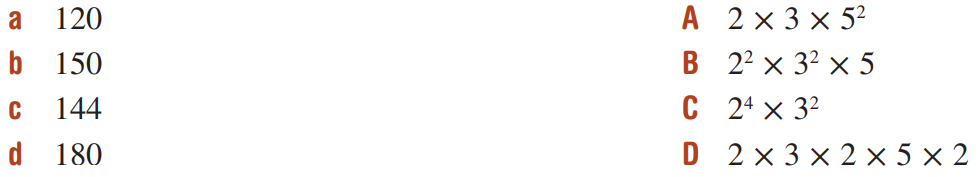 a 120 A 2 × 3 × 5²
b 150 B 2² × 3² × 5
c 144 C 2⁴ × 3²
d 180 D 2 × 3 × 2 × 5 × 2